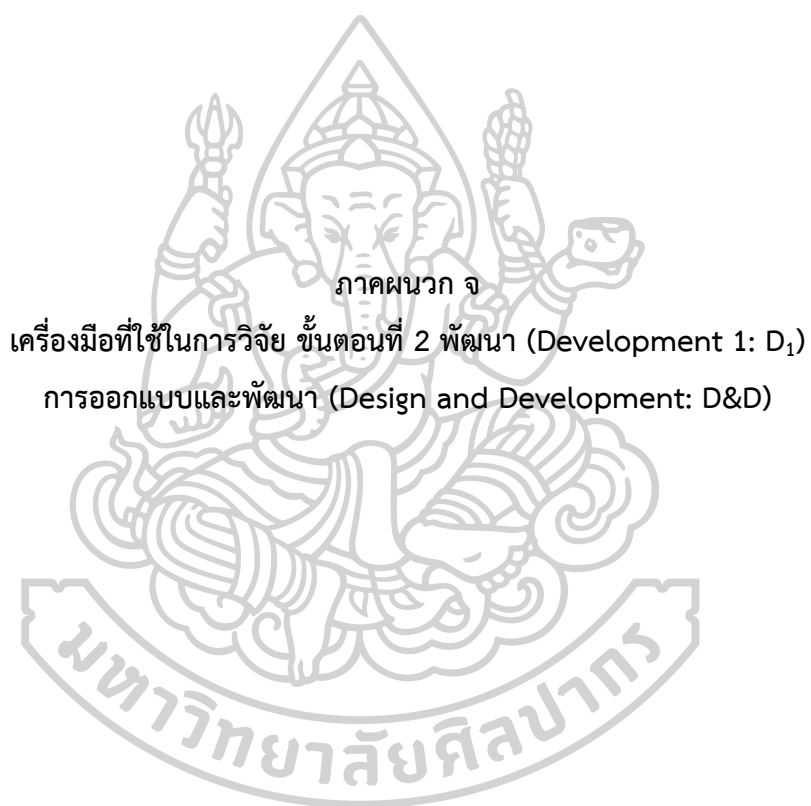 ภาคผนวก จ
เครื่องมือที่ใช้ในการวิจัย ขั้นตอนที่ 2 พัฒนา (Development 1: D₁)
การออกแบบและพัฒนา (Design and Development: D&D)
มหาวิทยาลัยศิลปากร